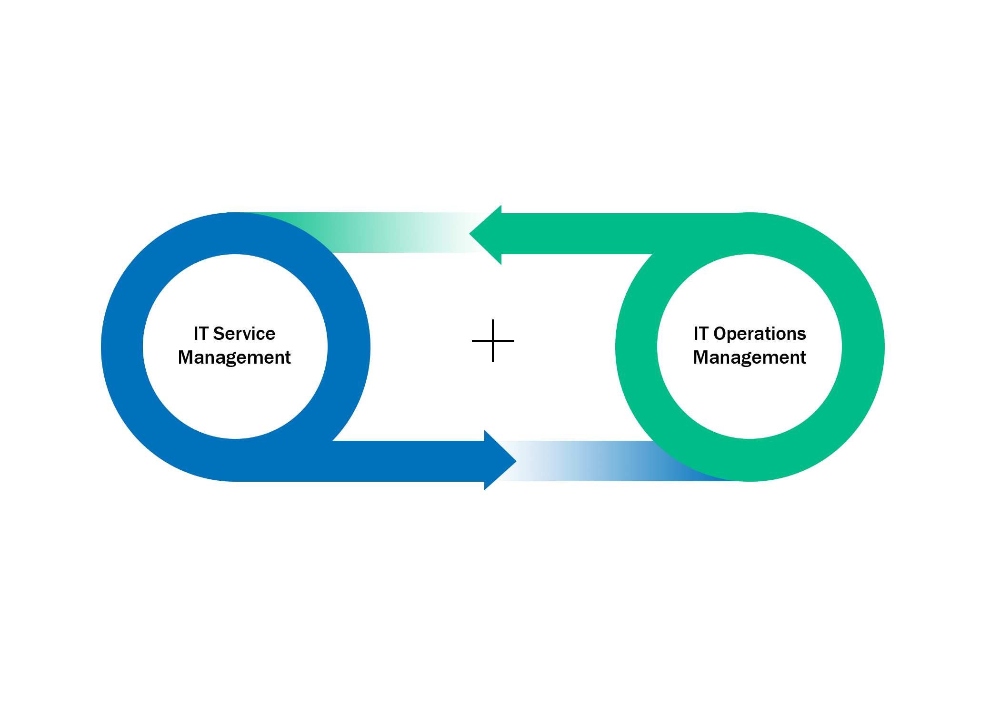 IT Service
Management
IT Operations
Management